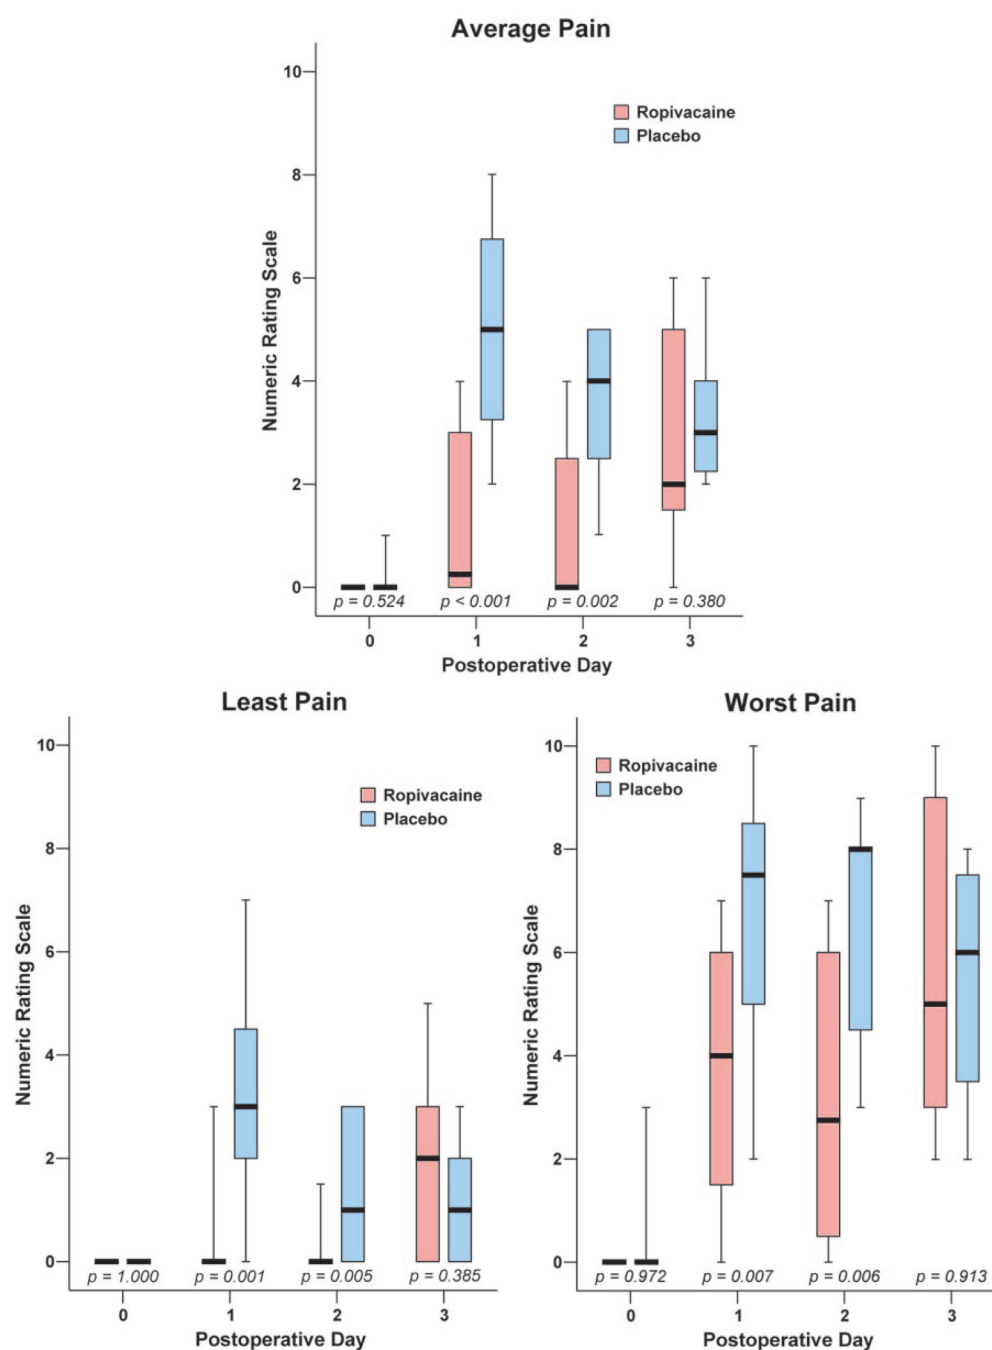 Average Pain
10
8
6
4
2
0
Numeric Rating Scale
Ropivacaine
Placebo
p = 0.524 p < 0.001 p = 0.002 p = 0.380
0 1 2 3
Postoperative Day
Least Pain
10
8
6
4
2
0
Numeric Rating Scale
Ropivacaine
Placebo
p = 1.000 p = 0.001 p = 0.005 p = 0.385
0 1 2 3
Postoperative Day
Worst Pain
10
8
6
4
2
0
Numeric Rating Scale
Ropivacaine
Placebo
p = 0.972 p = 0.007 p = 0.006 p = 0.913
0 1 2 3
Postoperative Day